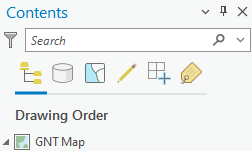 Contents
Search
Drawing Order
GNT Map